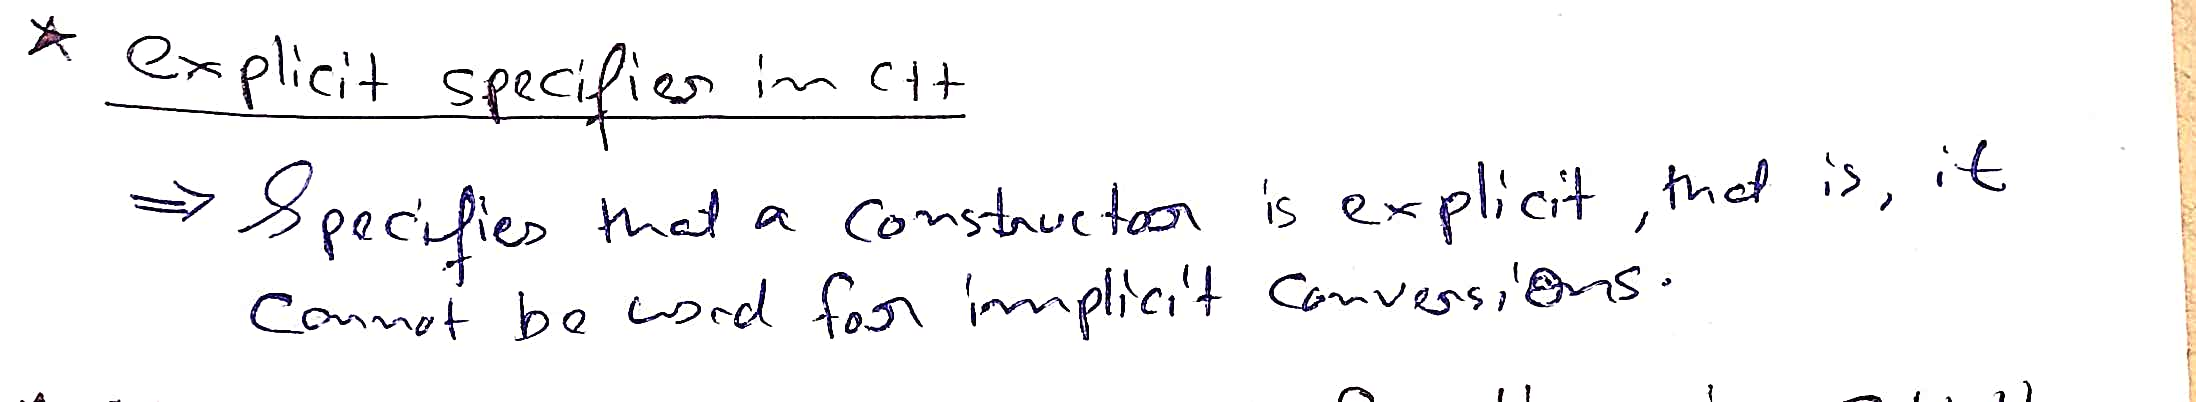 * explicit specifier in C++
⇒ Specifies that a constructor is explicit, that is, it
cannot be used for implicit conversions.